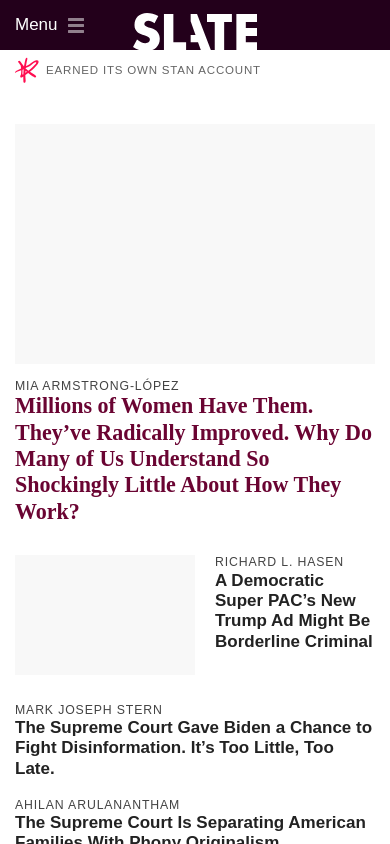 Menu
SLATE
EARNED ITS OWN STAN ACCOUNT
MIA ARMSTRONG-LÓPEZ
Millions of Women Have Them.
They’ve Radically Improved. Why Do
Many of Us Understand So
Shockingly Little About How They
Work?
RICHARD L. HASEN
A Democratic
Super PAC’s New
Trump Ad Might Be
Borderline Criminal
MARK JOSEPH STERN
The Supreme Court Gave Biden a Chance to
Fight Disinformation. It’s Too Little, Too
Late.
AHILAN ARULANANTHAM
The Supreme Court Is Separating American
Families With Phony Originalism